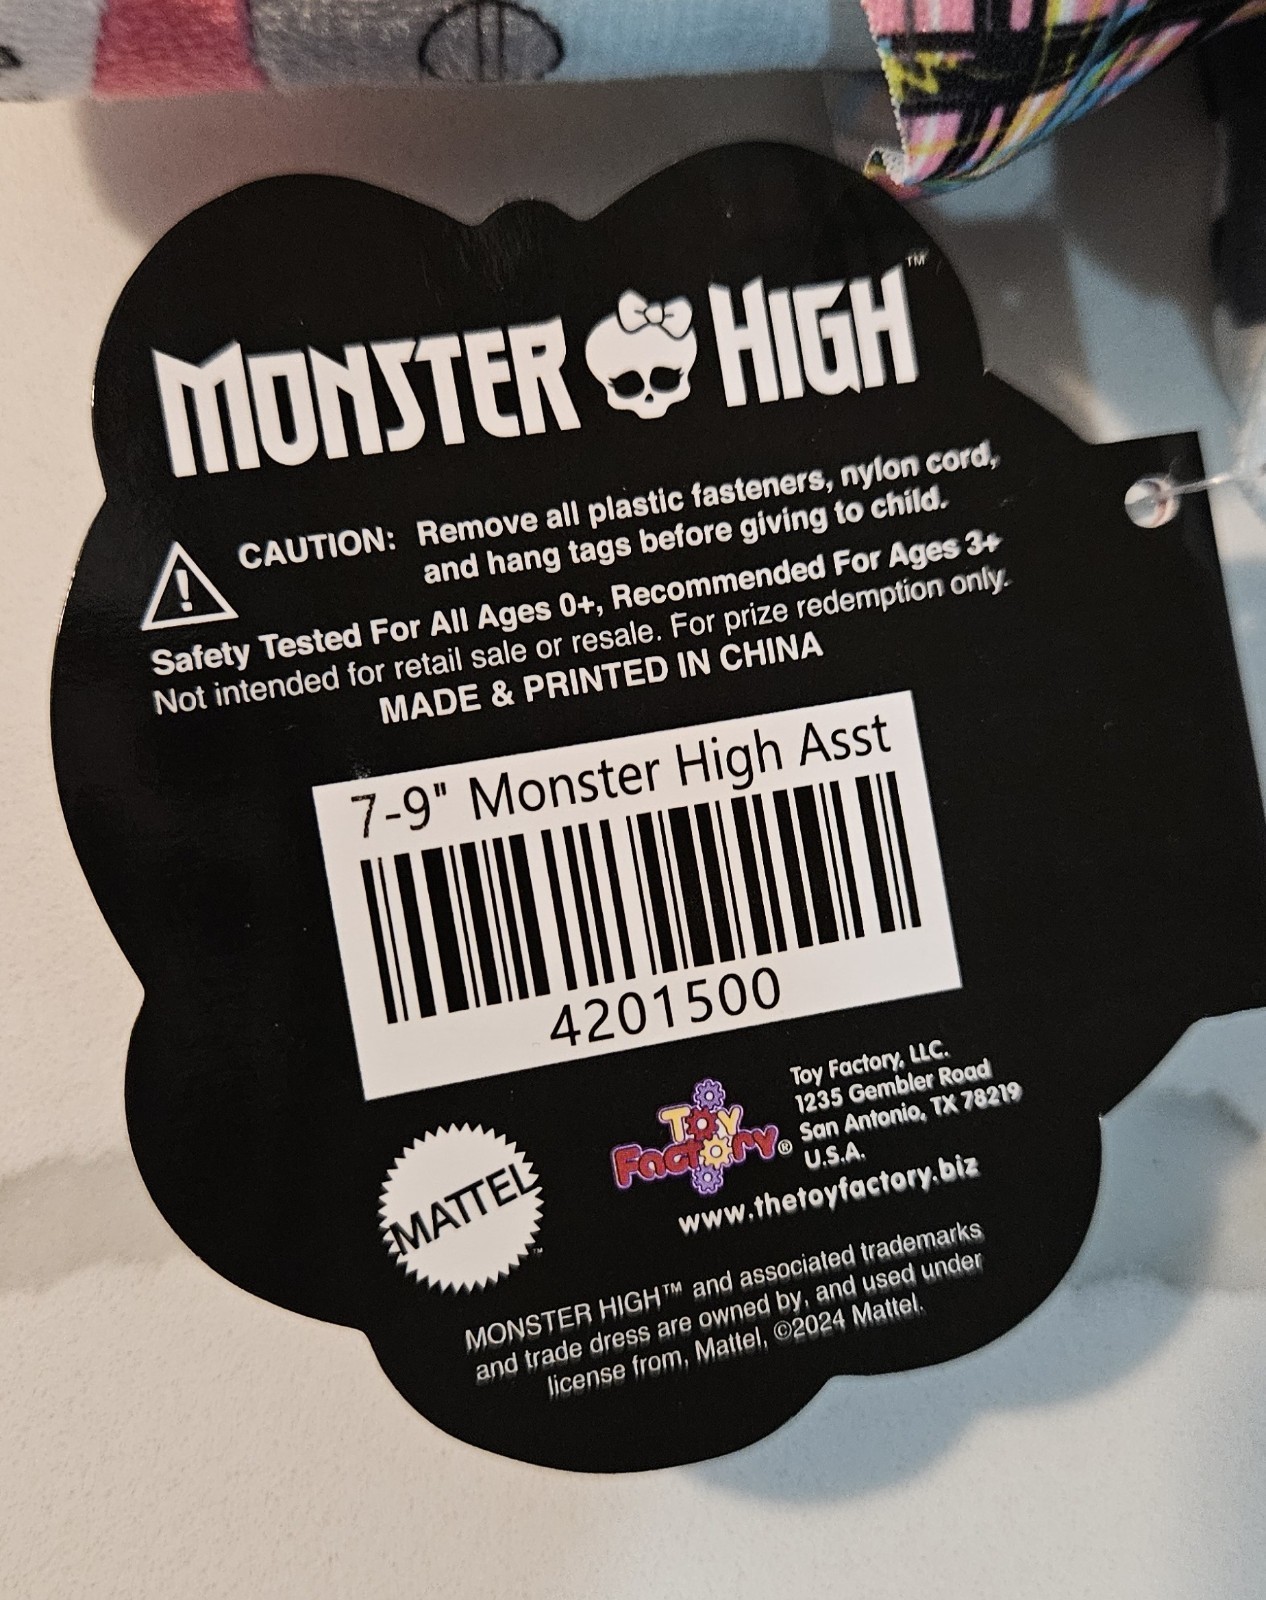 MONSTER HIGH™
CAUTION: Remove all plastic fasteners, nylon cord,
and hang tags before giving to child.
Safety Tested For All Ages 0+, Recommended For Ages 3+
Not intended for retail sale or resale. For prize redemption only.
MADE & PRINTED IN CHINA
7-9" Monster High Asst
4201500
Toy Factory, LLC.
1235 Gembler Road
San Antonio, TX 78219
U.S.A.
Toy
Factory®
www.thetoyfactory.biz
MATTEL™
MONSTER HIGH™ and associated trademarks
and trade dress are owned by, and used under
license from, Mattel, ©2024 Mattel.